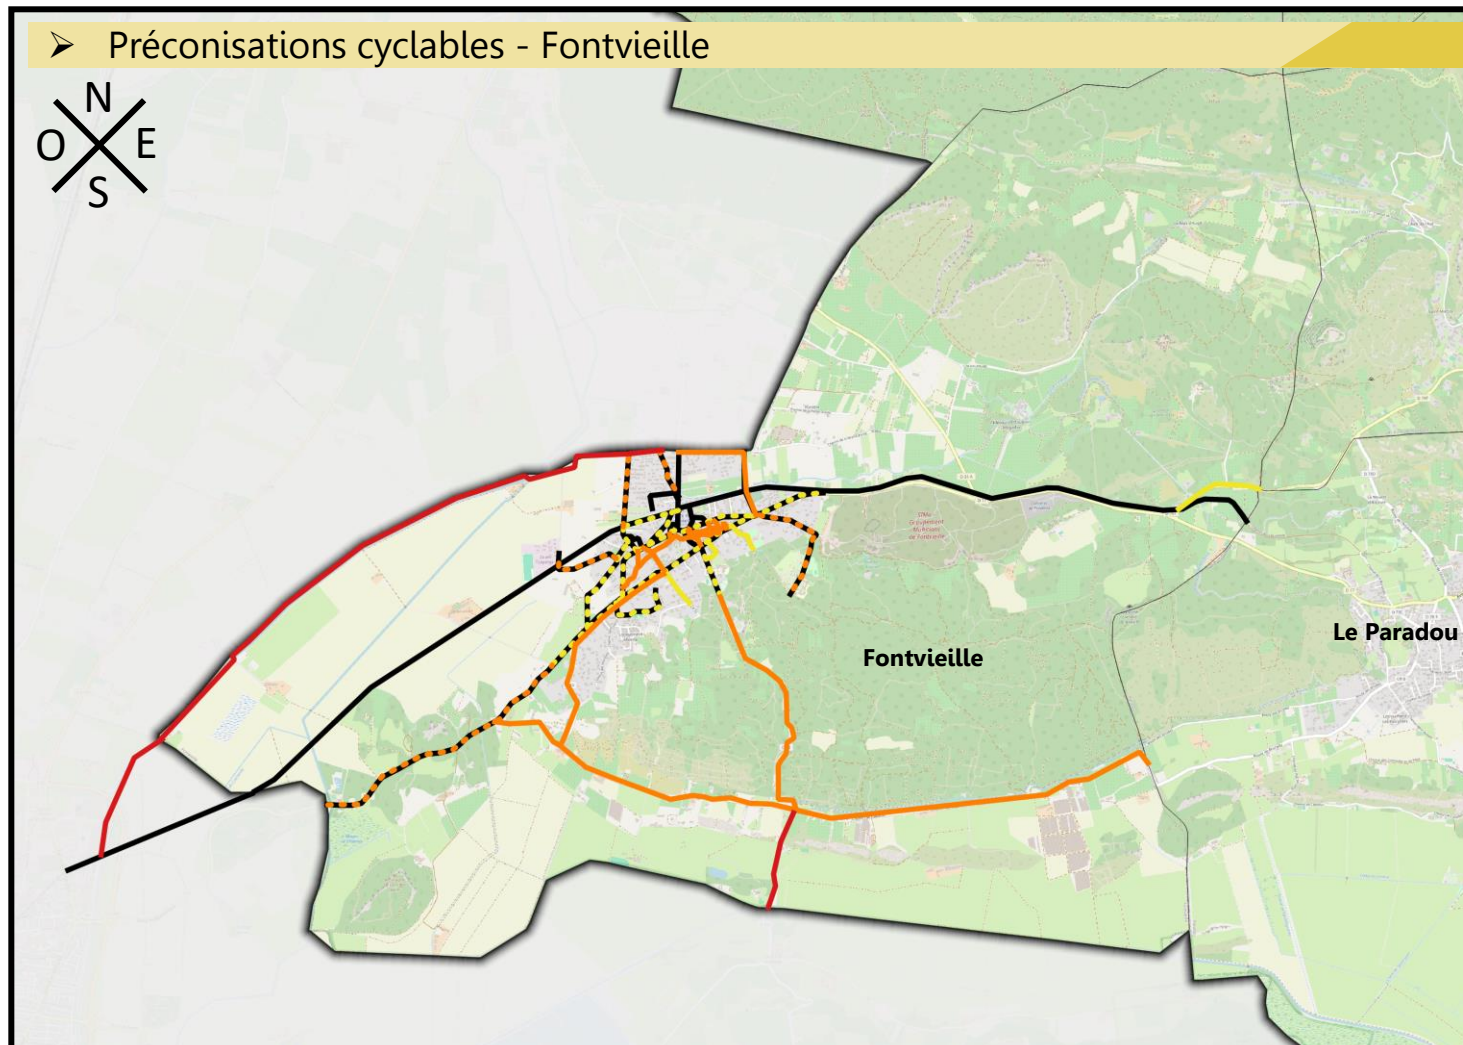 ➢ Préconisations cyclables - Fontvieille
N
O E
S
Le Paradou
Fontvieille